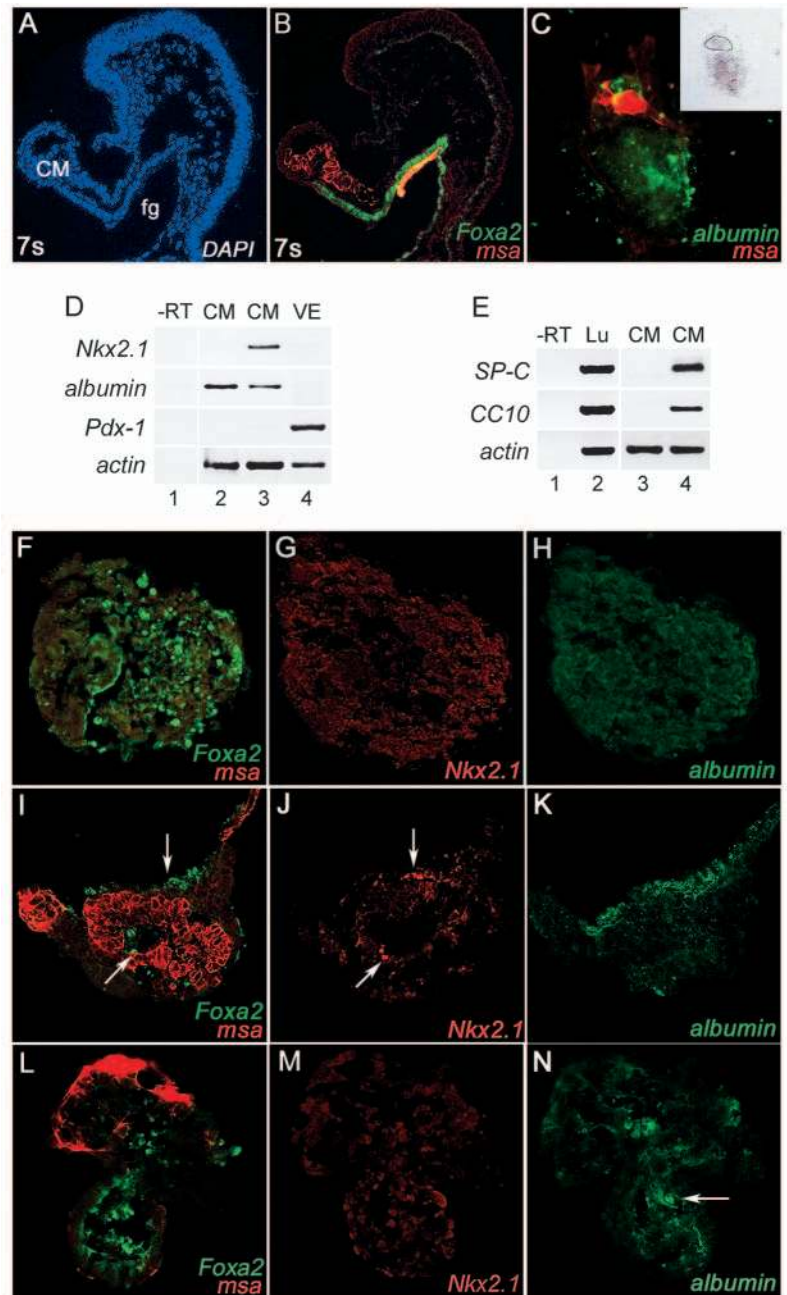 A
CM
fg
7s
DAPI
B
7s
Foxa2
msa
C
albumin
msa
D
-RT CM CM VE
Nkx2.1
albumin
Pdx-1
actin
1 2 3 4
E
-RT Lu CM CM
SP-C
CC10
actin
1 2 3 4
F
Foxa2
msa
G
Nkx2.1
H
albumin
I
Foxa2
msa
J
Nkx2.1
K
albumin
L
Foxa2
msa
M
Nkx2.1
N
albumin